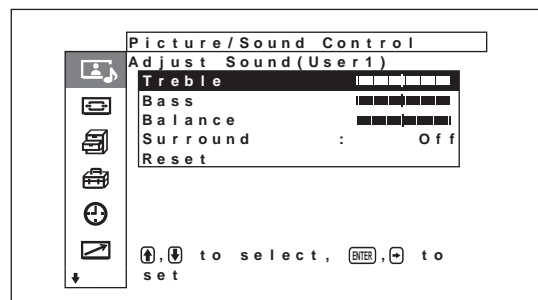 Picture/Sound Control
Adjust Sound(User1)
Treble
Bass
Balance
Surround : Off
Reset
↑,↓ to select, ENTER,→ to
set